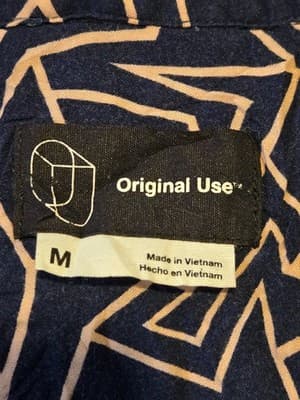 Original Use™
M
Made in Vietnam
Hecho en Vietnam